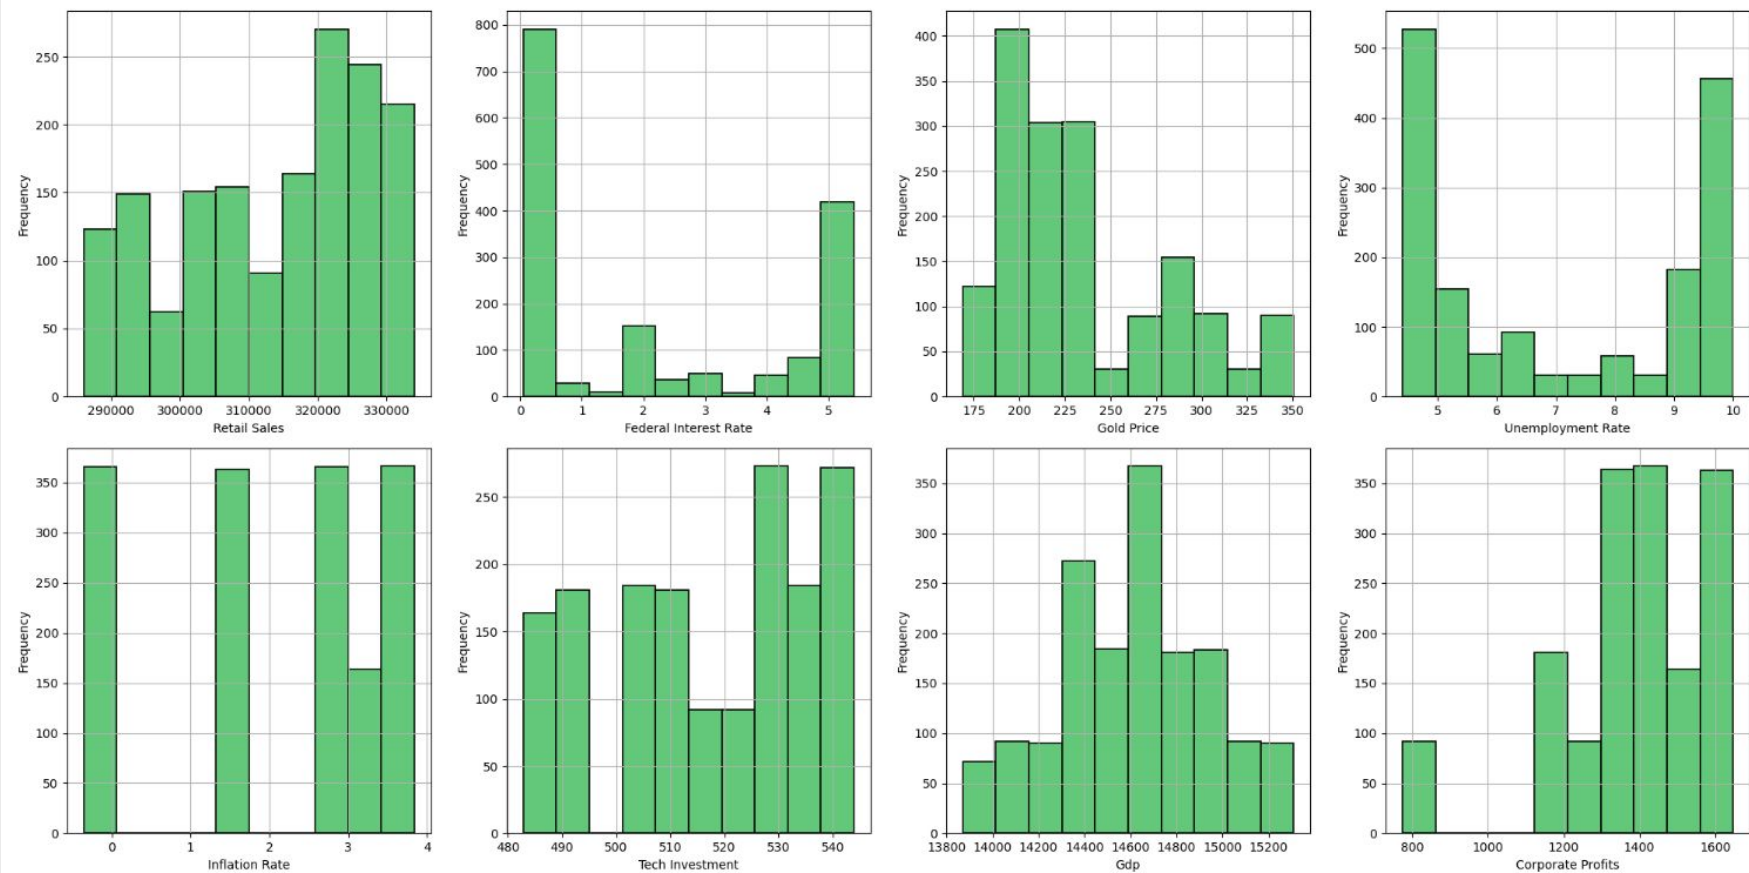 250
200
150
100
50
0
Frequency
290000 300000 310000 320000 330000
Retail Sales
800
700
600
500
400
300
200
100
0
Frequency
0 1 2 3 4 5
Federal Interest Rate
400
350
300
250
200
150
100
50
0
Frequency
175 200 225 250 275 300 325 350
Gold Price
500
400
300
200
100
0
Frequency
5 6 7 8 9 10
Unemployment Rate
350
300
250
200
150
100
50
0
Frequency
0 1 2 3 4
Inflation Rate
250
200
150
100
50
0
Frequency
480 490 500 510 520 530 540
Tech Investment
350
300
250
200
150
100
50
0
Frequency
13800 14000 14200 14400 14600 14800 15000 15200
Gdp
350
300
250
200
150
100
50
0
Frequency
800 1000 1200 1400 1600
Corporate Profits